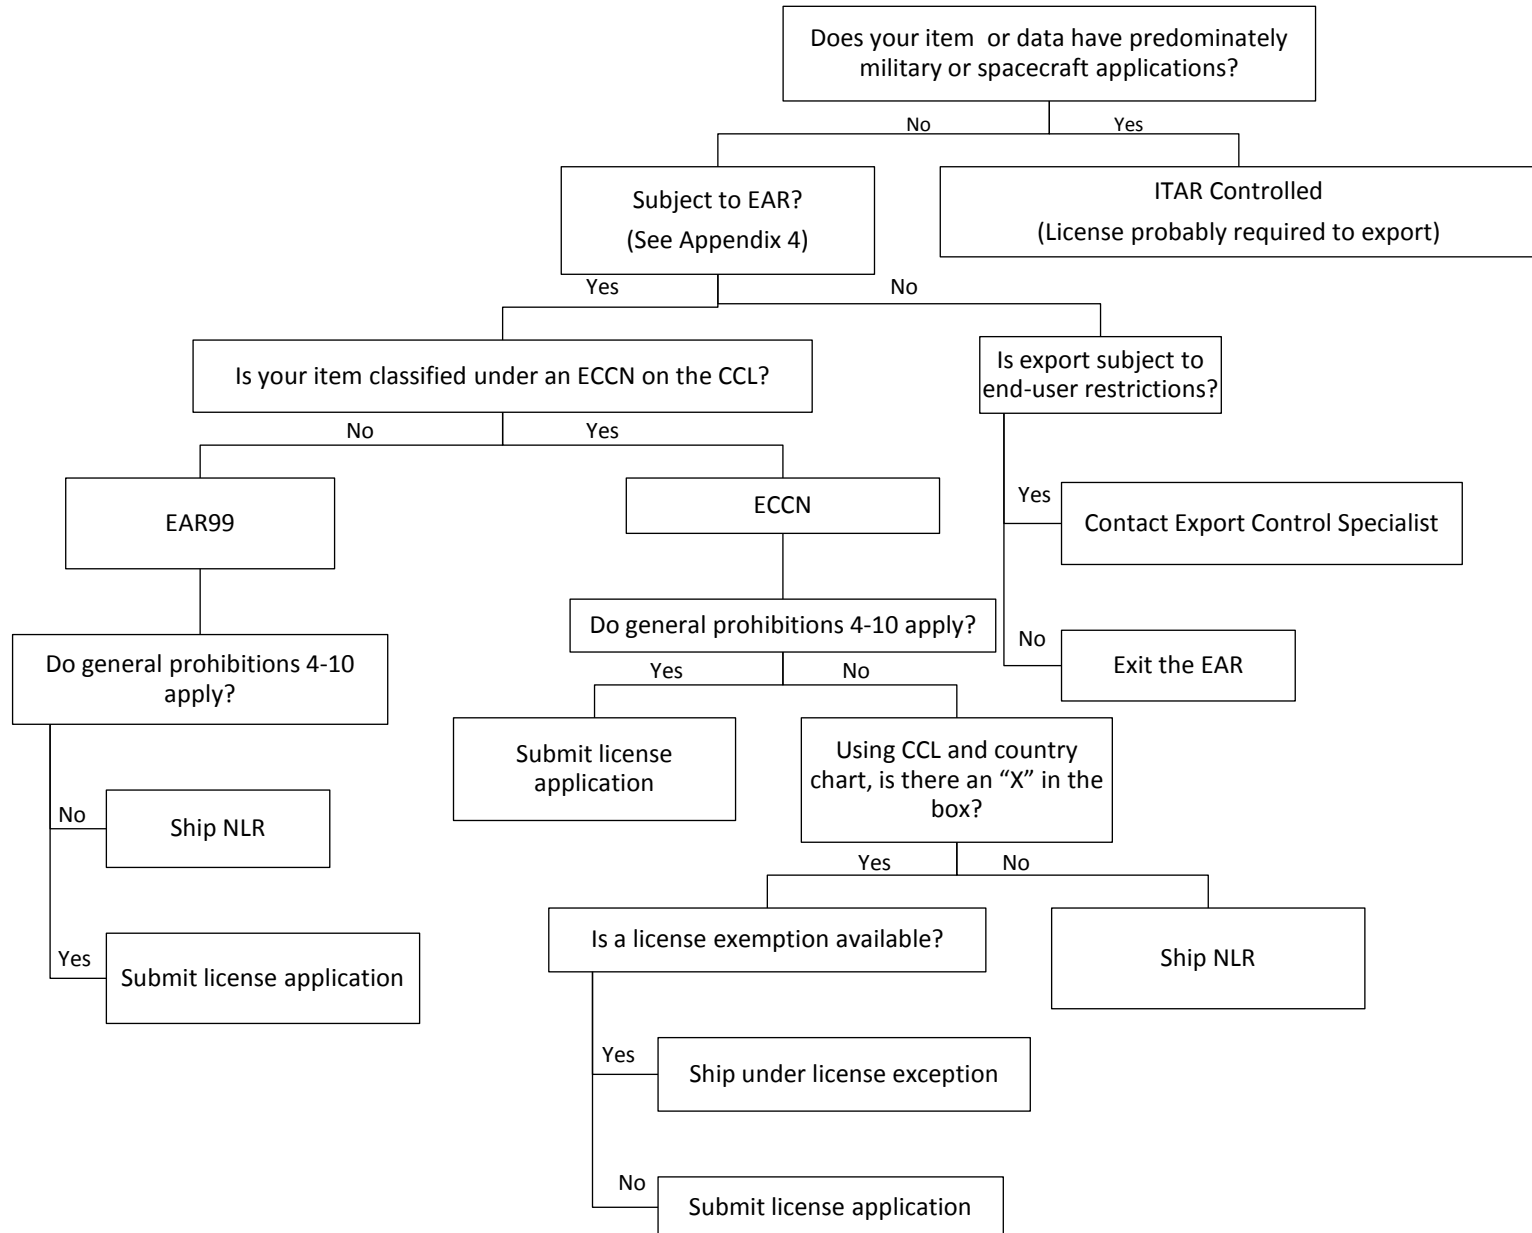 Does your item  or data have predominately
military or spacecraft applications?
No
Yes
Subject to EAR?
(See Appendix 4)
ITAR Controlled
(License probably required to export)
Yes
No
Is your item classified under an ECCN on the CCL?
Is export subject to
end-user restrictions?
No
Yes
EAR99
ECCN
Yes
Contact Export Control Specialist
Do general prohibitions 4-10 apply?
No
Exit the EAR
Do general prohibitions 4-10
apply?
Yes
No
Submit license
application
Using CCL and country
chart, is there an “X” in the
box?
No
Ship NLR
Yes
No
Is a license exemption available?
Ship NLR
Yes
Submit license application
Yes
Ship under license exception
No
Submit license application